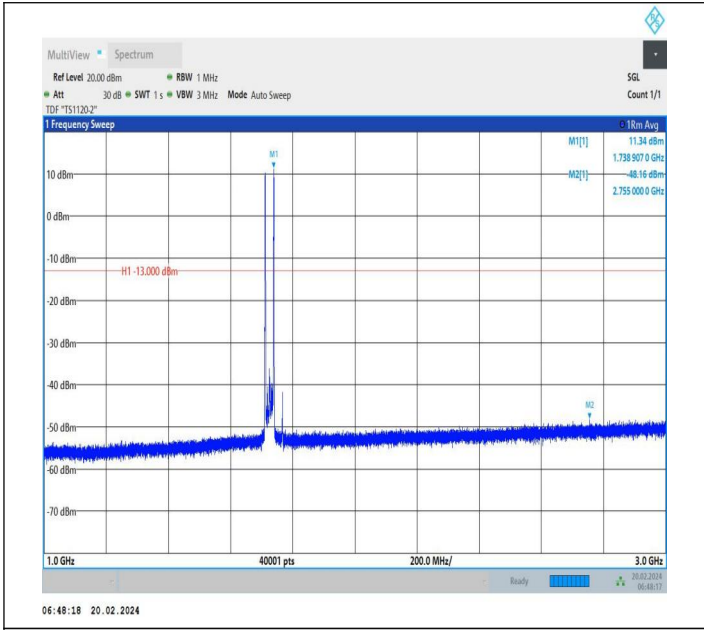 R S
MultiView Spectrum
Ref Level 20.00 dBm RBW 1 MHz SGL
Att 30 dB SWT 1 s VBW 3 MHz Mode Auto Sweep Count 1/1
TDF "TS1120-2"
1 Frequency Sweep 1Rm Avg
M1[1] 11.34 dBm
1.738 907 0 GHz
M1
10 dBm M2[1] -48.16 dBm
2.755 000 0 GHz
0 dBm
-10 dBm
H1 -13.000 dBm
-20 dBm
-30 dBm
-40 dBm
M2
-50 dBm
-60 dBm
-70 dBm
1.0 GHz 40001 pts 200.0 MHz/ 3.0 GHz
Ready 20.02.2024
06:48:17
06:48:18 20.02.2024